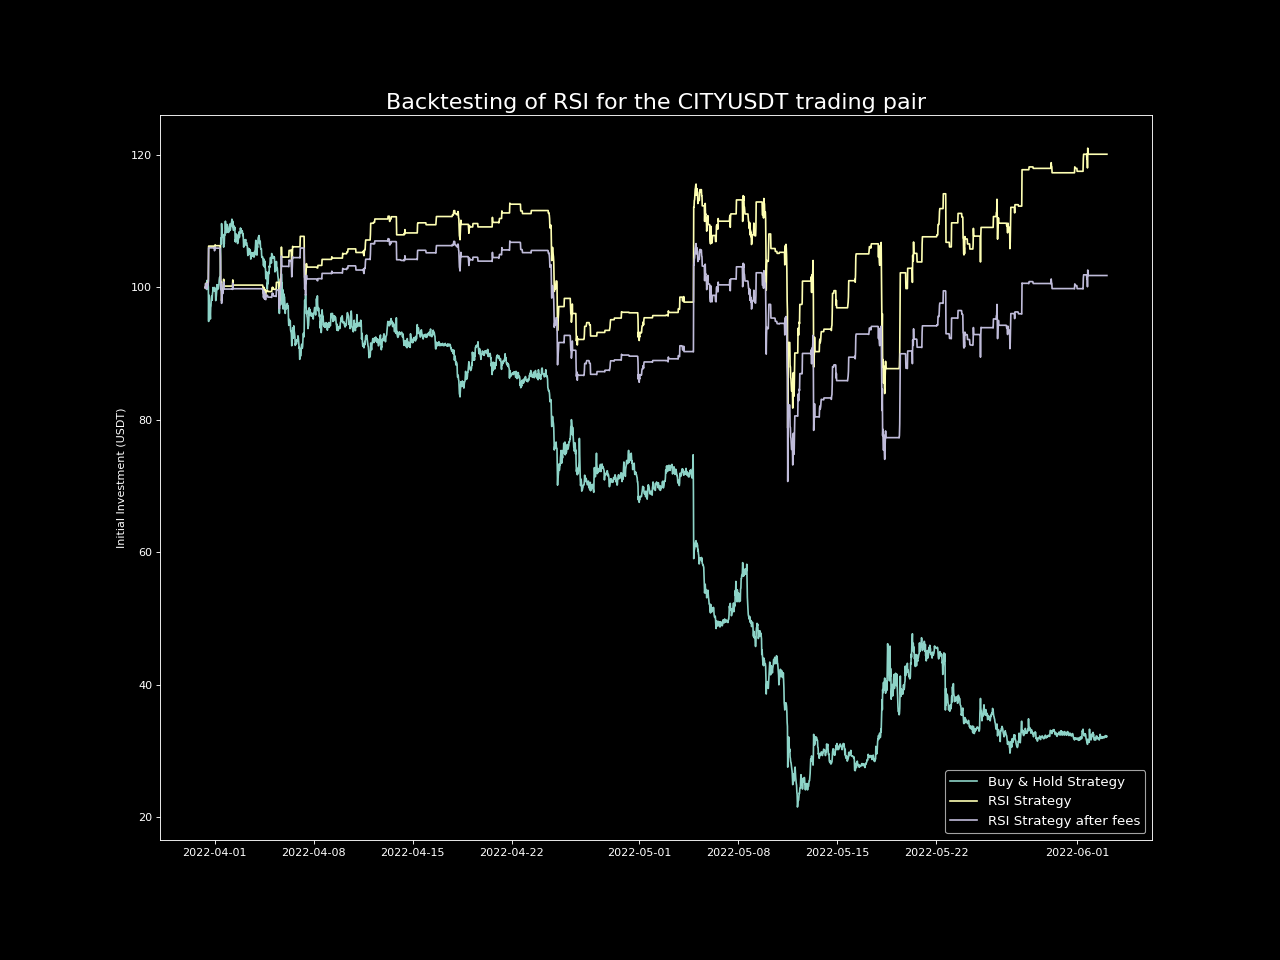 Backtesting of RSI for the CITYUSDT trading pair
Initial Investment (USDT)
120
100
80
60
40
20
2022-04-01 2022-04-08 2022-04-15 2022-04-22 2022-05-01 2022-05-08 2022-05-15 2022-05-22 2022-06-01
Buy & Hold Strategy
RSI Strategy
RSI Strategy after fees